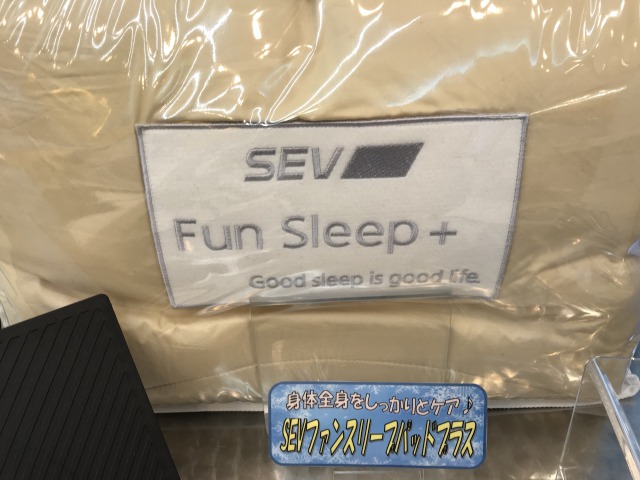 SEV
Fun Sleep+
Good sleep is good life.
身体全身をしっかりとケア♪
SEVファンスリープパッドプラス